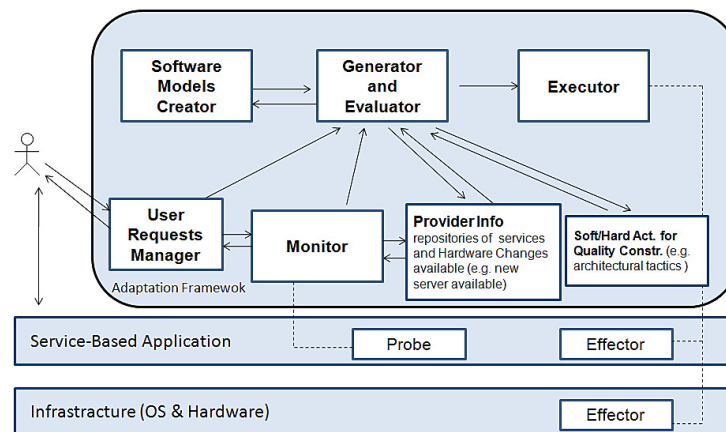 Software
Models
Creator
Generator
and
Evaluator
Executor
User
Requests
Manager
Monitor
Provider Info
repositories of services
and Hardware Changes
available (e.g. new
server available)
Soft/Hard Act. for
Quality Constr. (e.g.
architectural tactics )
Adaptation Framewok
Service-Based Application
Probe
Effector
Infrastracture (OS & Hardware)
Effector